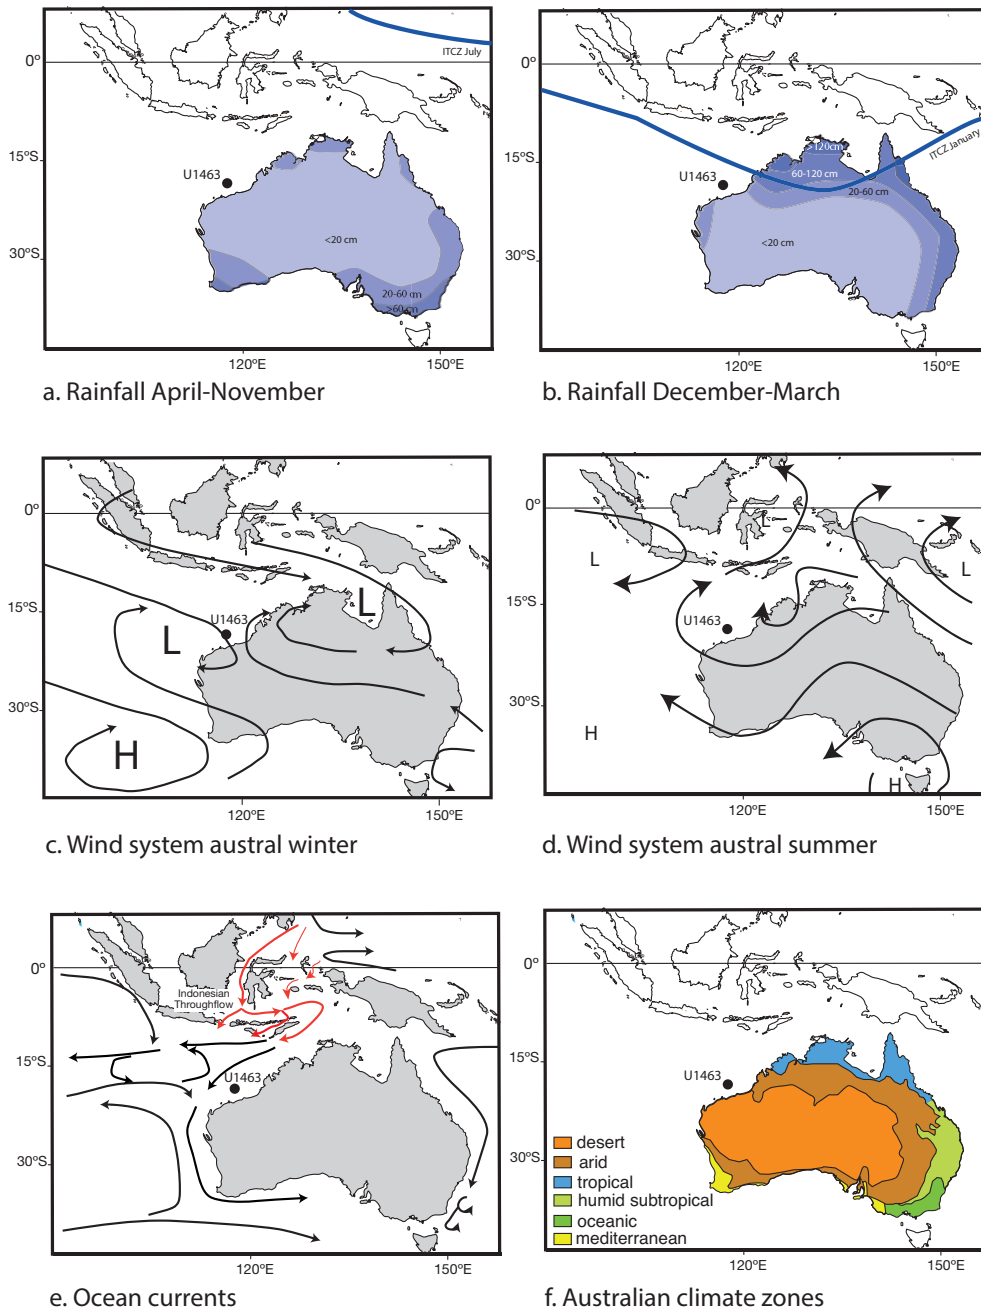 ITCZ July
0°
15°S
U1463
30°S
<20 cm
20-60 cm
>60 cm
120°E
150°E
a. Rainfall April-November
0°
15°S
>120cm
60-120 cm
ITCZ January
U1463
20-60 cm
30°S
<20 cm
120°E
150°E
b. Rainfall December-March
0°
15°S
L
U1463
L
30°S
H
120°E
150°E
c. Wind system austral winter
0°
L
L
L
15°S
U1463
30°S
H
H
120°E
150°E
d. Wind system austral summer
0°
Indonesian
Throughflow
15°S
U1463
30°S
120°E
150°E
e. Ocean currents
0°
15°S
U1463
30°S
desert
arid
tropical
humid subtropical
oceanic
mediterranean
120°E
150°E
f. Australian climate zones